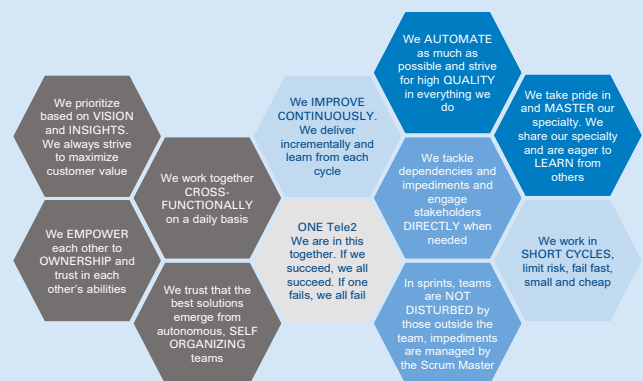 We AUTOMATE
as much as
possible and strive
for high QUALITY
in everything we
do
We prioritize
based on VISION
and INSIGHTS.
We always strive
to maximize
customer value
We IMPROVE
CONTINUOUSLY.
We deliver
incrementally and
learn from each
cycle
We take pride in
and MASTER our
specialty. We
share our specialty
and are eager to
LEARN from
others
We work together
CROSS-
FUNCTIONALLY
on a daily basis
We tackle
dependencies and
impediments and
engage
stakeholders
DIRECTLY when
needed
We EMPOWER
each other to
OWNERSHIP and
trust in each
other's abilities
ONE Tele2
We are in this
together. If we
succeed, we all
succeed. If one
fails, we all fail
We work in
SHORT CYCLES,
limit risk, fail fast,
small and cheap
We trust that the
best solutions
emerge from
autonomous, SELF
ORGANIZING
teams
In sprints, teams
are NOT
DISTURBED by
those outside the
team, impediments
are managed by
the Scrum Master